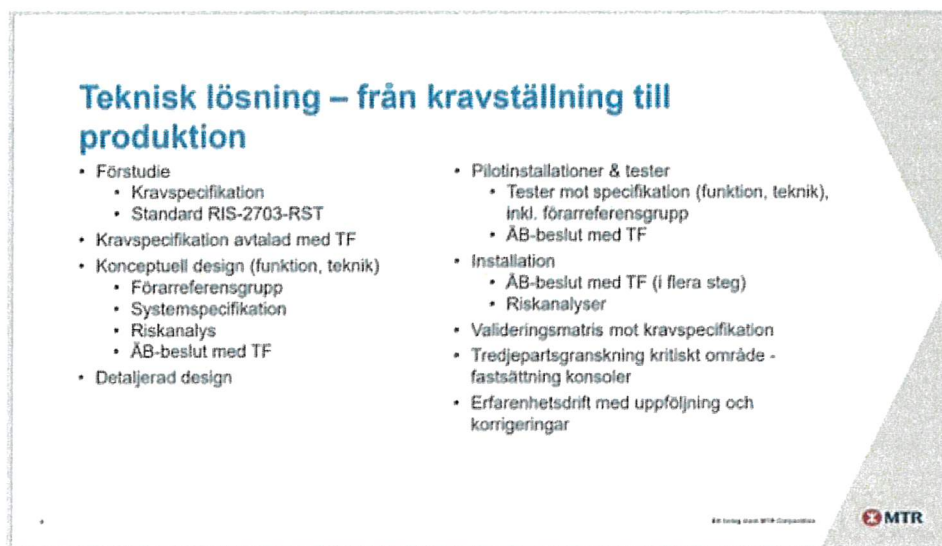 Teknisk lösning – från kravställning till
produktion
• Förstudie
• Kravspecifikation
• Standard RIS-2703-RST
• Kravspecifikation avtalad med TF
• Konceptuell design (funktion, teknik)
• Förarreferensgrupp
• Systemspecifikation
• Riskanalys
• ÄB-beslut med TF
• Detaljerad design
• Pilotinstallationer & tester
• Tester mot specifikation (funktion, teknik),
inkl. förarreferensgrupp
• ÄB-beslut med TF
• Installation
• ÄB-beslut med TF (i flera steg)
• Riskanalyser
• Valideringsmatris mot kravspecifikation
• Tredjepartsgranskning kritiskt område -
fastsättning konsoler
• Erfarenhetsdrift med uppföljning och
korrigeringar
MTR Corporation
MTR